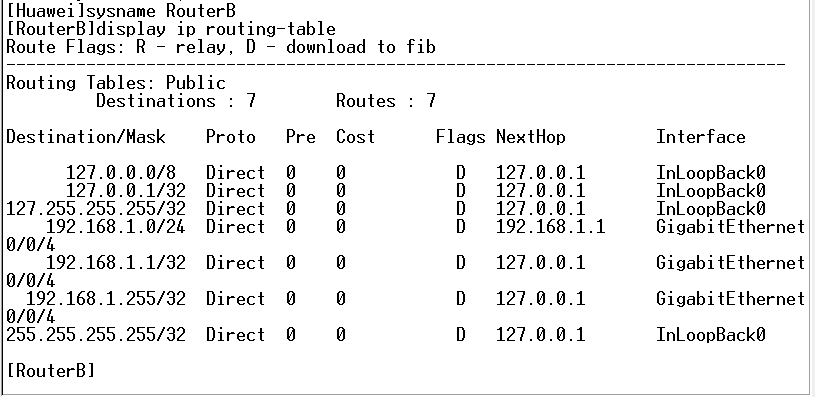 [Huawei]sysname RouterB
[RouterB]display ip routing-table
Route Flags: R - relay, D - download to fib
------------------------------------------------------------------------------
Routing Tables: Public
         Destinations : 7        Routes : 7
Destination/Mask    Proto   Pre  Cost      Flags NextHop         Interface
      127.0.0.0/8   Direct  0    0           D   127.0.0.1       InLoopBack0
      127.0.0.1/32  Direct  0    0           D   127.0.0.1       InLoopBack0
127.255.255.255/32  Direct  0    0           D   127.0.0.1       InLoopBack0
    192.168.1.0/24  Direct  0    0           D   192.168.1.1     GigabitEthernet
0/0/4
    192.168.1.1/32  Direct  0    0           D   127.0.0.1       GigabitEthernet
0/0/4
  192.168.1.255/32  Direct  0    0           D   127.0.0.1       GigabitEthernet
0/0/4
255.255.255.255/32  Direct  0    0           D   127.0.0.1       InLoopBack0
[RouterB]